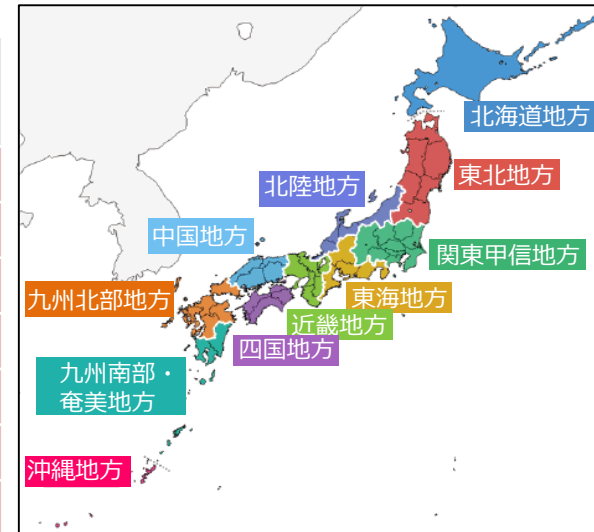 北海道地方
東北地方
北陸地方
中国地方
関東甲信地方
九州北部地方
東海地方
近畿地方
四国地方
九州南部・
奄美地方
沖縄地方